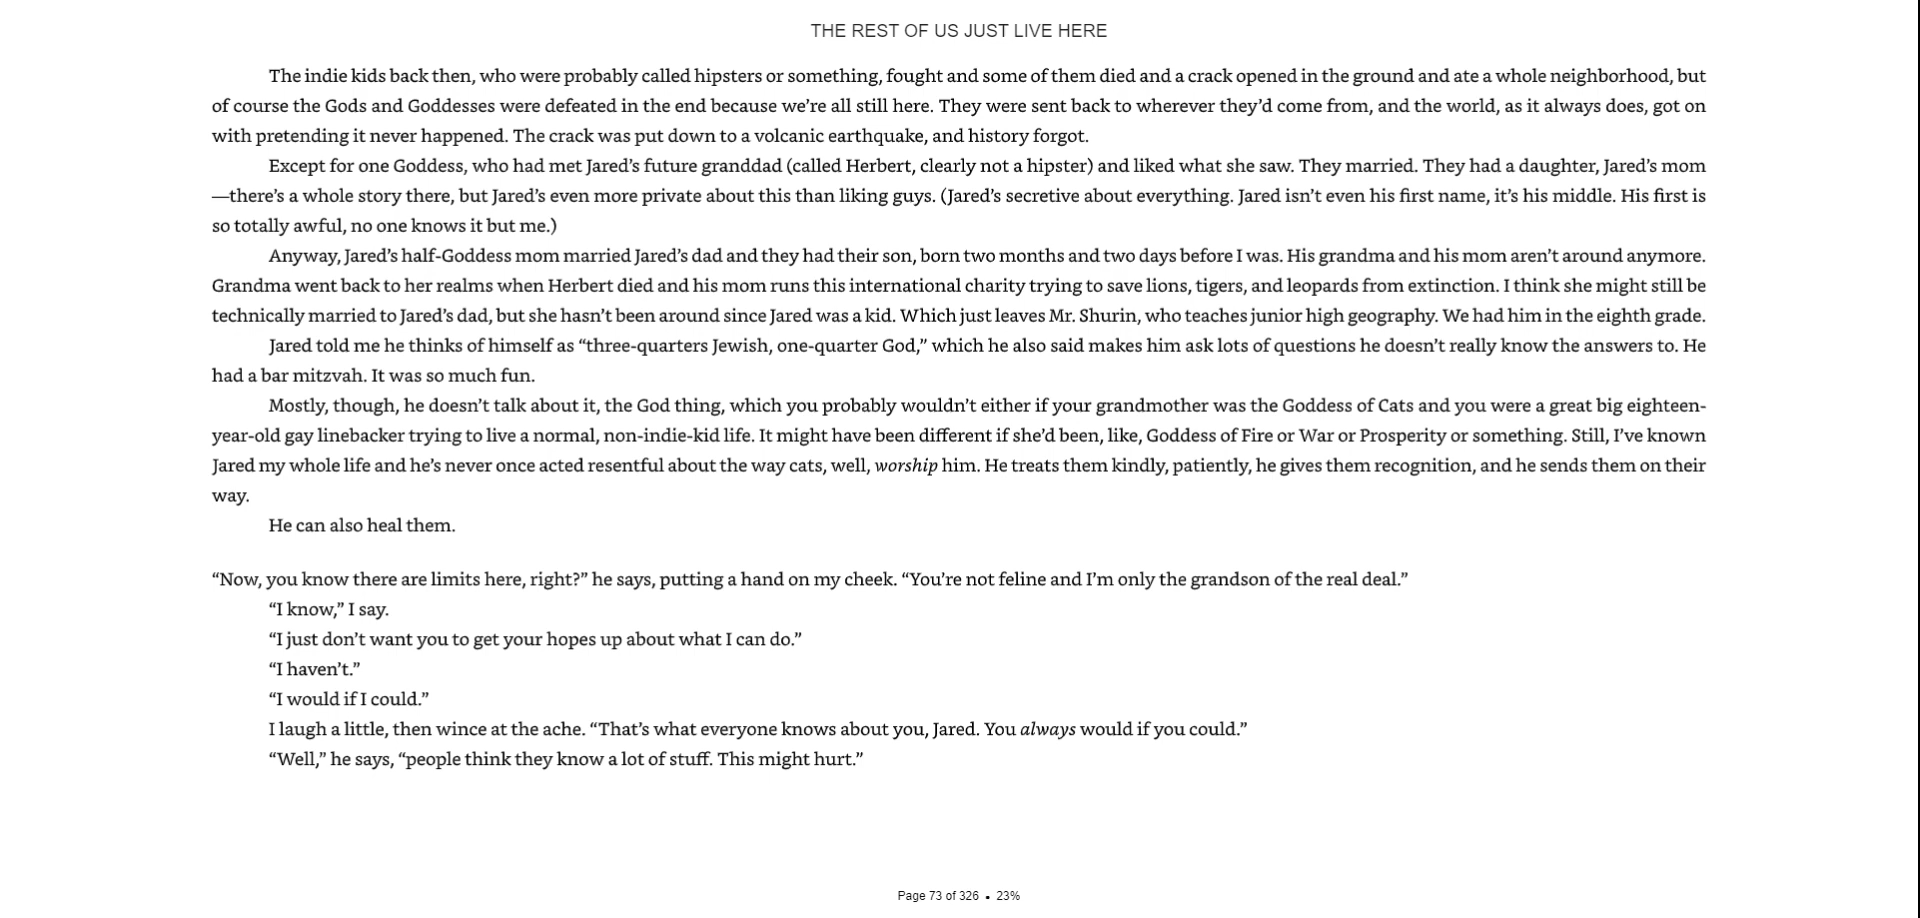 THE REST OF US JUST LIVE HERE
The indie kids back then, who were probably called hipsters or something, fought and some of them died and a crack opened in the ground and ate a whole neighborhood, but
of course the Gods and Goddesses were defeated in the end because we’re all still here. They were sent back to wherever they’d come from, and the world, as it always does, got on
with pretending it never happened. The crack was put down to a volcanic earthquake, and history forgot.
Except for one Goddess, who had met Jared’s future granddad (called Herbert, clearly not a hipster) and liked what she saw. They married. They had a daughter, Jared’s mom
—there’s a whole story there, but Jared’s even more private about this than liking guys. (Jared’s secretive about everything. Jared isn’t even his first name, it’s his middle. His first is
so totally awful, no one knows it but me.)
Anyway, Jared’s half-Goddess mom married Jared’s dad and they had their son, born two months and two days before I was. His grandma and his mom aren’t around anymore.
Grandma went back to her realms when Herbert died and his mom runs this international charity trying to save lions, tigers, and leopards from extinction. I think she might still be
technically married to Jared’s dad, but she hasn’t been around since Jared was a kid. Which just leaves Mr. Shurin, who teaches junior high geography. We had him in the eighth grade.
Jared told me he thinks of himself as “three-quarters Jewish, one-quarter God,” which he also said makes him ask lots of questions he doesn’t really know the answers to. He
had a bar mitzvah. It was so much fun.
Mostly, though, he doesn’t talk about it, the God thing, which you probably wouldn’t either if your grandmother was the Goddess of Cats and you were a great big eighteen-
year-old gay linebacker trying to live a normal, non-indie-kid life. It might have been different if she’d been, like, Goddess of Fire or War or Prosperity or something. Still, I’ve known
Jared my whole life and he’s never once acted resentful about the way cats, well, worship him. He treats them kindly, patiently, he gives them recognition, and he sends them on their
way.
He can also heal them.
“Now, you know there are limits here, right?” he says, putting a hand on my cheek. “You’re not feline and I’m only the grandson of the real deal.”
“I know,” I say.
“I just don’t want you to get your hopes up about what I can do.”
“I haven’t.”
“I would if I could.”
I laugh a little, then wince at the ache. “That’s what everyone knows about you, Jared. You always would if you could.”
“Well,” he says, “people think they know a lot of stuff. This might hurt.”
Page 73 of 326 • 23%